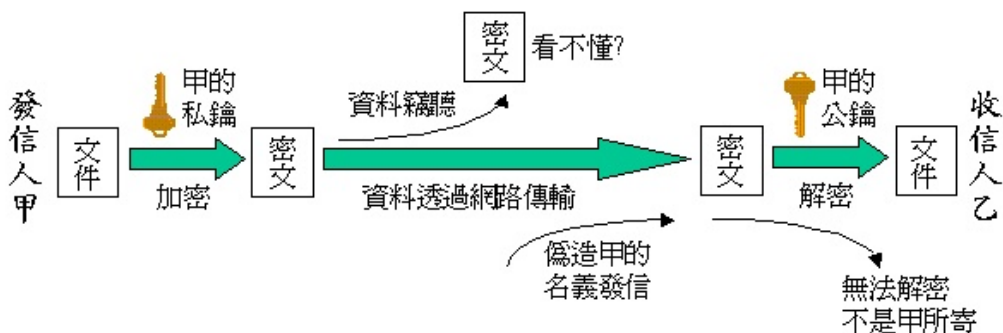 發信人甲
文件
甲的
私鑰
加密
密文
資料竊聽
密文
看不懂?
資料透過網路傳輸
偽造甲的
名義發信
密文
甲的
公鑰
解密
文件
收信人乙
無法解密
不是甲所寄